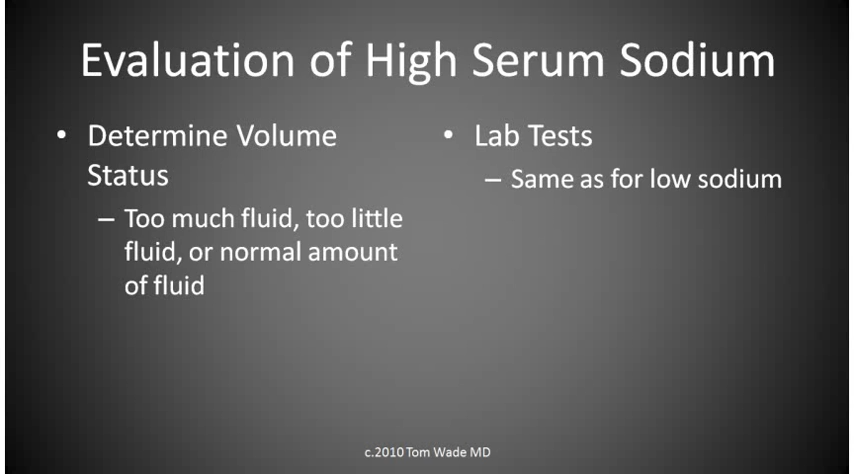 Evaluation of High Serum Sodium
• Determine Volume
Status
– Too much fluid, too little
fluid, or normal amount
of fluid
• Lab Tests
– Same as for low sodium
c.2010 Tom Wade MD